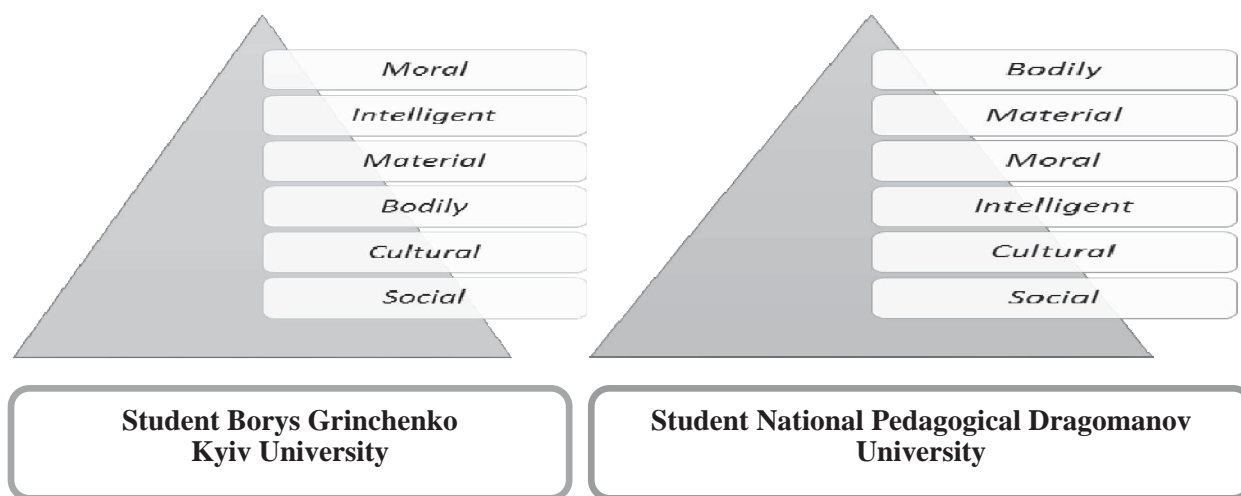 Moral
Intelligent
Material
Bodily
Cultural
Social
Student Borys Grinchenko
Kyiv University
Bodily
Material
Moral
Intelligent
Cultural
Social
Student National Pedagogical Dragomanov
University